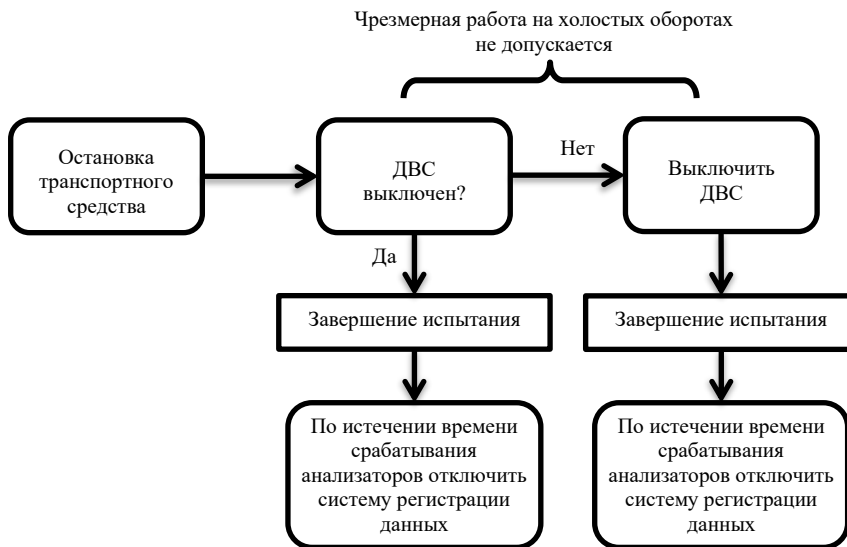 Чрезмерная работа на холостых оборотах
не допускается
Остановка
транспортного
средства
ДВС
выключен?
Нет
Выключить
ДВС
Да
Завершение испытания
Завершение испытания
По истечении времени
срабатывания
анализаторов отключить
систему регистрации
данных
По истечении времени
срабатывания
анализаторов отключить
систему регистрации
данных